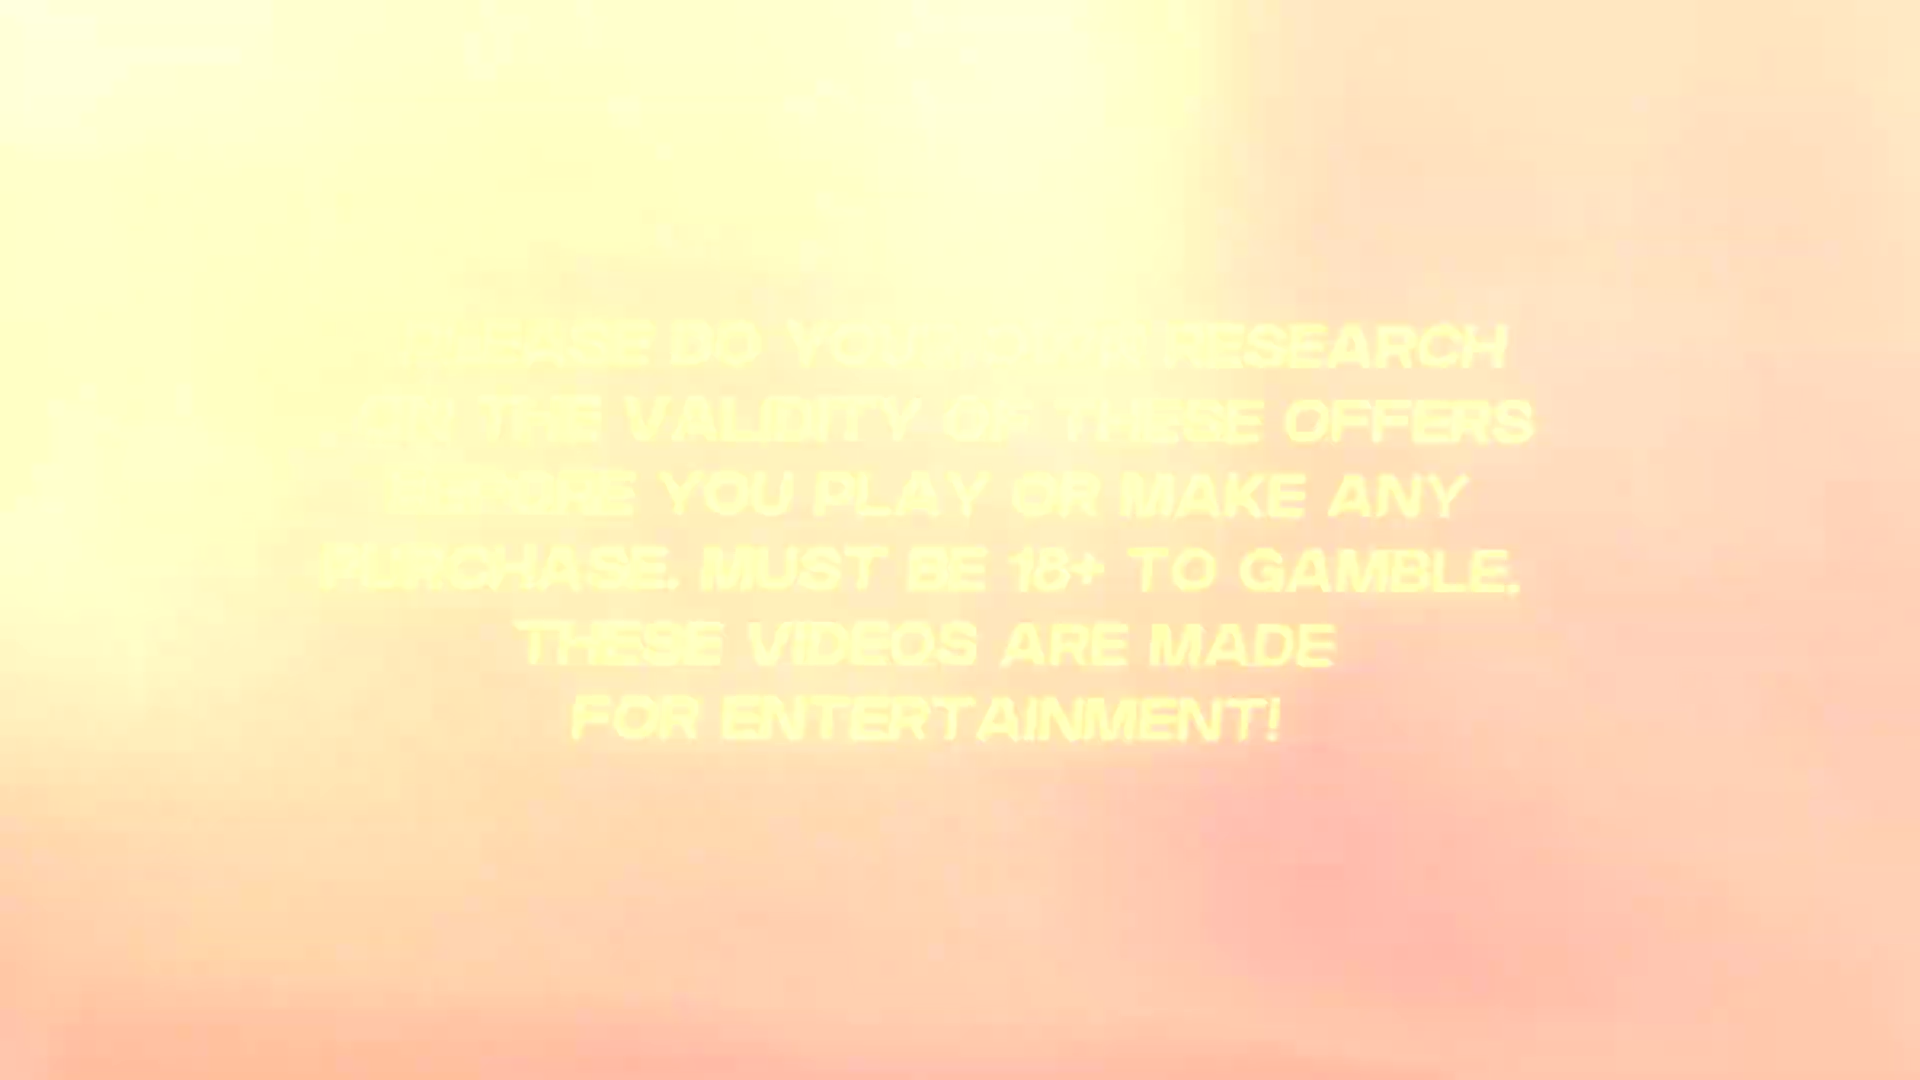 PLEASE DO YOUR OWN RESEARCH
ON THE VALIDITY OF THESE OFFERS
BEFORE YOU PLAY OR MAKE ANY
PURCHASE. MUST BE 18+ TO GAMBLE.
THESE VIDEOS ARE MADE
FOR ENTERTAINMENT!